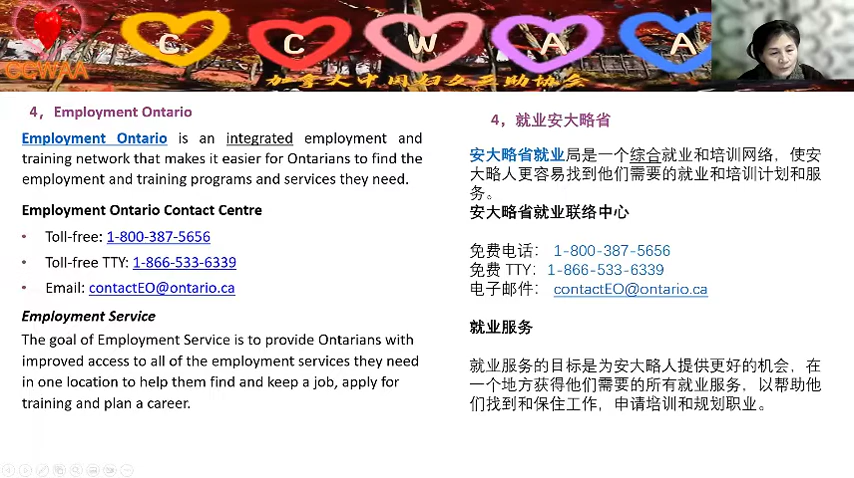 C C W A A
CCWAA
加拿大中国妇女互助协会
4，Employment Ontario
Employment Ontario is an integrated employment and
training network that makes it easier for Ontarians to find the
employment and training programs and services they need.
Employment Ontario Contact Centre
• Toll-free: 1-800-387-5656
• Toll-free TTY: 1-866-533-6339
• Email: contactEO@ontario.ca
Employment Service
The goal of Employment Service is to provide Ontarians with
improved access to all of the employment services they need
in one location to help them find and keep a job, apply for
training and plan a career.
4，就业安大略省
安大略省就业局是一个综合就业和培训网络，使安
大略人更容易找到他们需要的就业和培训计划和服
务。
安大略省就业联络中心
免费电话： 1-800-387-5656
免费 TTY：1-866-533-6339
电子邮件： contactEO@ontario.ca
就业服务
就业服务的目标是为安大略人提供更好的机会，在
一个地方获得他们需要的所有就业服务，以帮助他
们找到和保住工作，申请培训和规划职业。